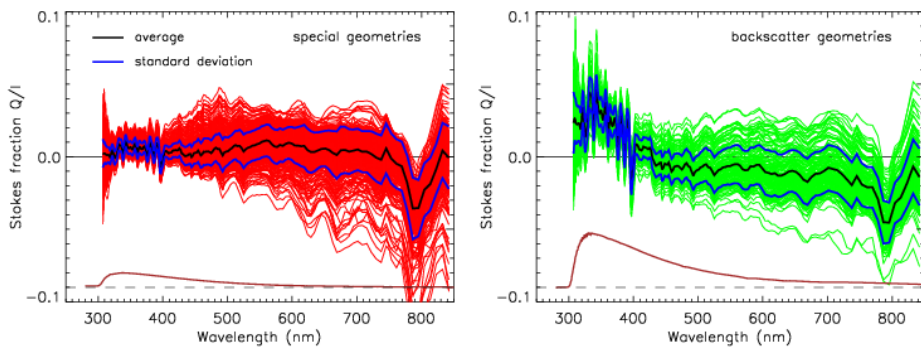 0.1
average
special geometries
standard deviation
Stokes fraction Q/I
0.0
−0.1
300 400 500 600 700 800
Wavelength (nm)
0.1
backscatter geometries
Stokes fraction Q/I
0.0
−0.1
300 400 500 600 700 800
Wavelength (nm)